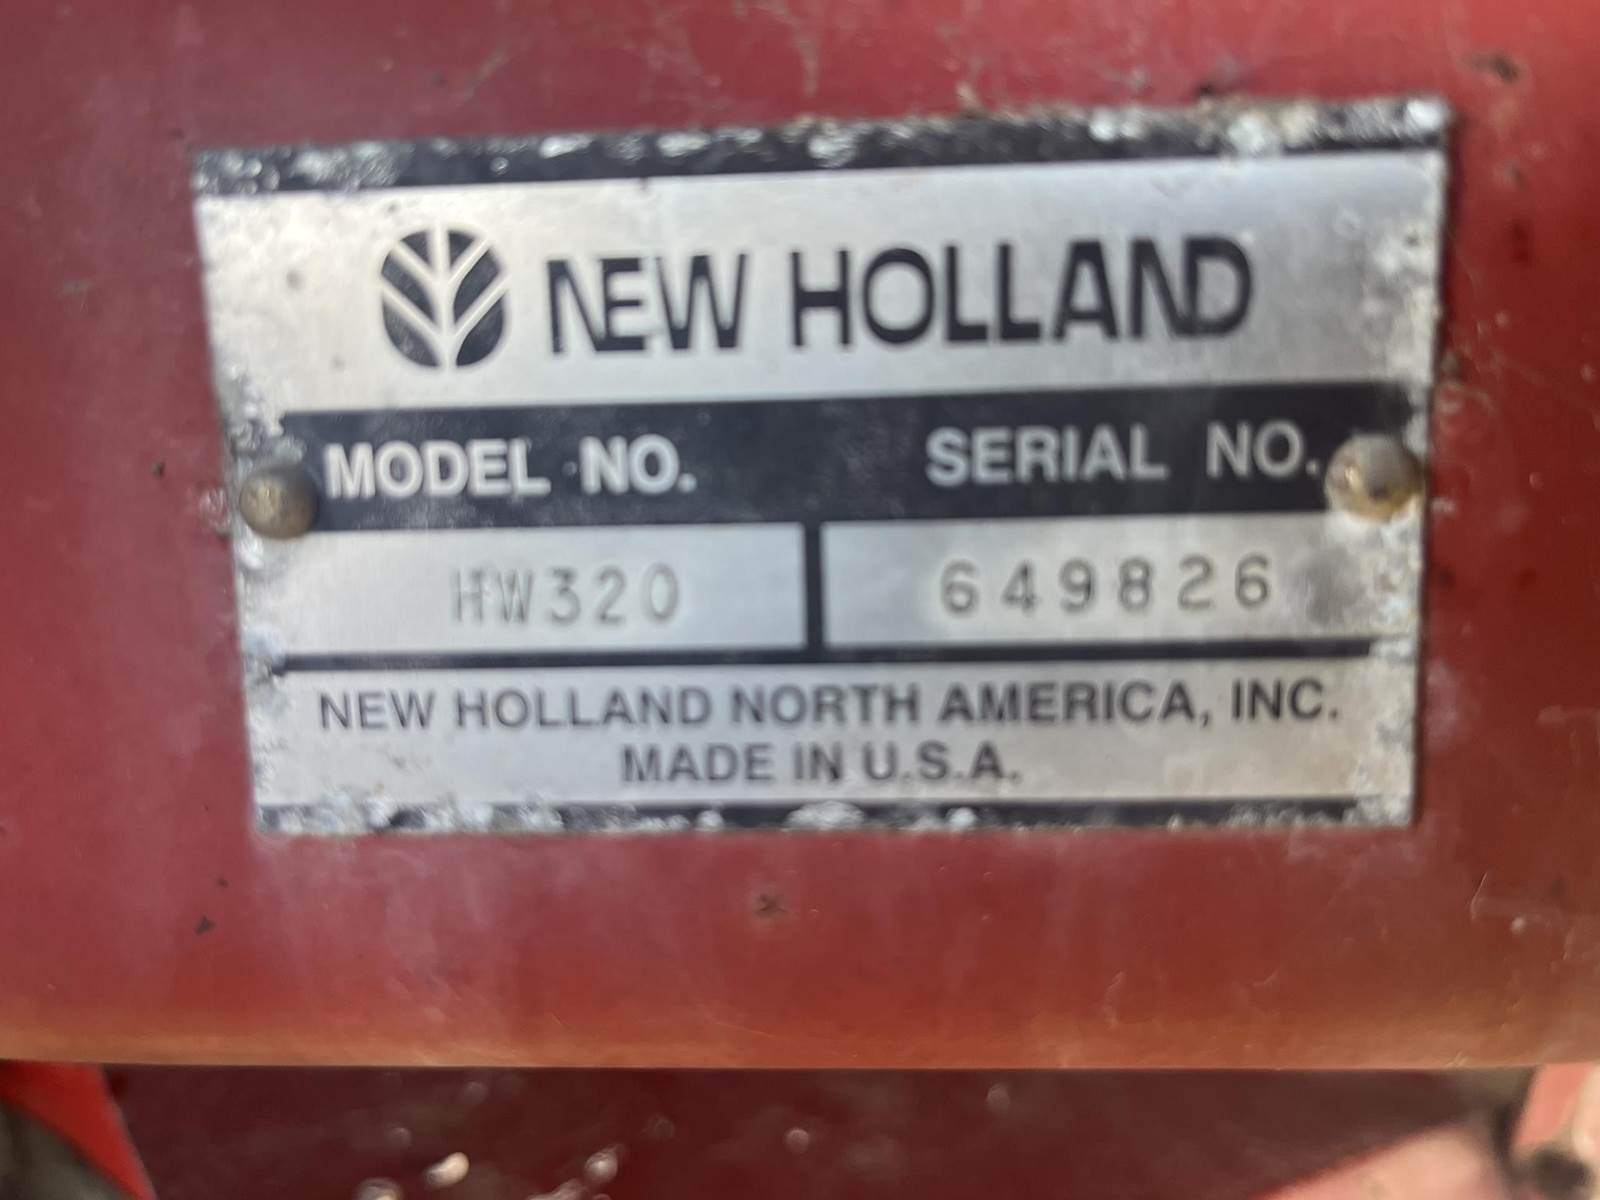 NEW HOLLAND
MODEL NO. SERIAL NO.
HW320 649826
NEW HOLLAND NORTH AMERICA, INC.
MADE IN U.S.A.